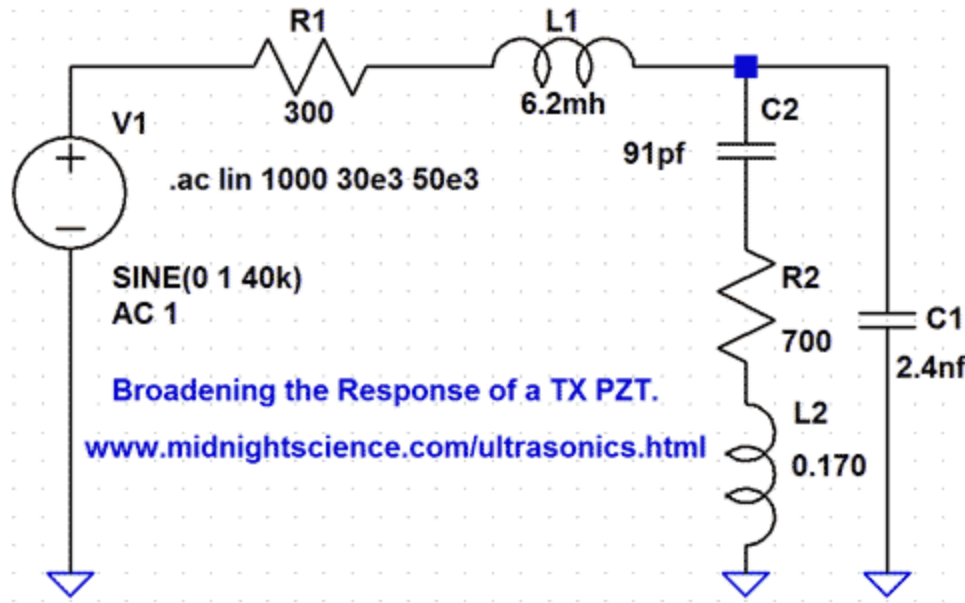 R1
300
L1
6.2mh
C2
91pf
V1
.ac lin 1000 30e3 50e3
SINE(0 1 40k)
AC 1
R2
700
C1
2.4nf
L2
0.170
Broadening the Response of a TX PZT.
www.midnightscience.com/ultrasonics.html